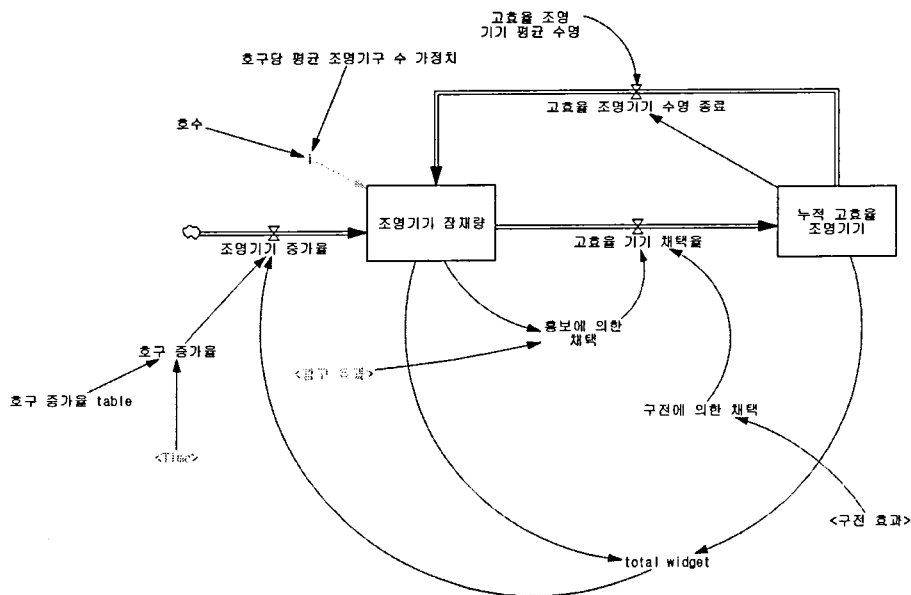 고효율 조명
기기 평균 수명
호구당 평균 조명기구 수 가정치
고효율 조명기기 수명 종료
호수
조명기기 잠재량
누적 고효율
조명기기
조명기기 증가율
고효율 기기 채택율
홍보에 의한
채택
호구 증가율
호구 증가율 table
구전에 의한 채택
<Time>
<구전 효과>
total widget